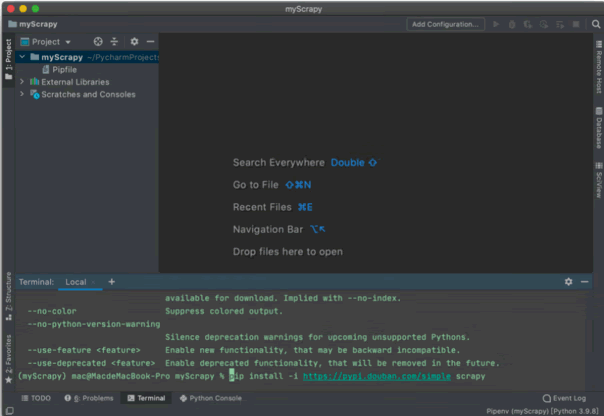 myScrapy
myScrapy
Add Configuration...
1: Project
Project
myScrapy ~/PycharmProjects
Pipfile
External Libraries
Scratches and Consoles
Remote Host
Database
SciView
Search Everywhere Double ⇧
Go to File ⇧⌘N
Recent Files ⌘E
Navigation Bar ⌥↖
Drop files here to open
Z: Structure
2: Favorites
Terminal: Local × +
available for download. Implied with --no-index.
--no-color Suppress colored output.
--no-python-version-warning
Silence deprecation warnings for upcoming unsupported Pythons.
--use-feature <feature> Enable new functionality, that may be backward incompatible.
--use-deprecated <feature> Enable deprecated functionality, that will be removed in the future.
(myScrapy) mac@MacdeMacBook-Pro myScrapy % pip install -i https://pypi.douban.com/simple scrapy
TODO 6: Problems Terminal Python Console Event Log
Pipenv (myScrapy) [Python 3.9.8]